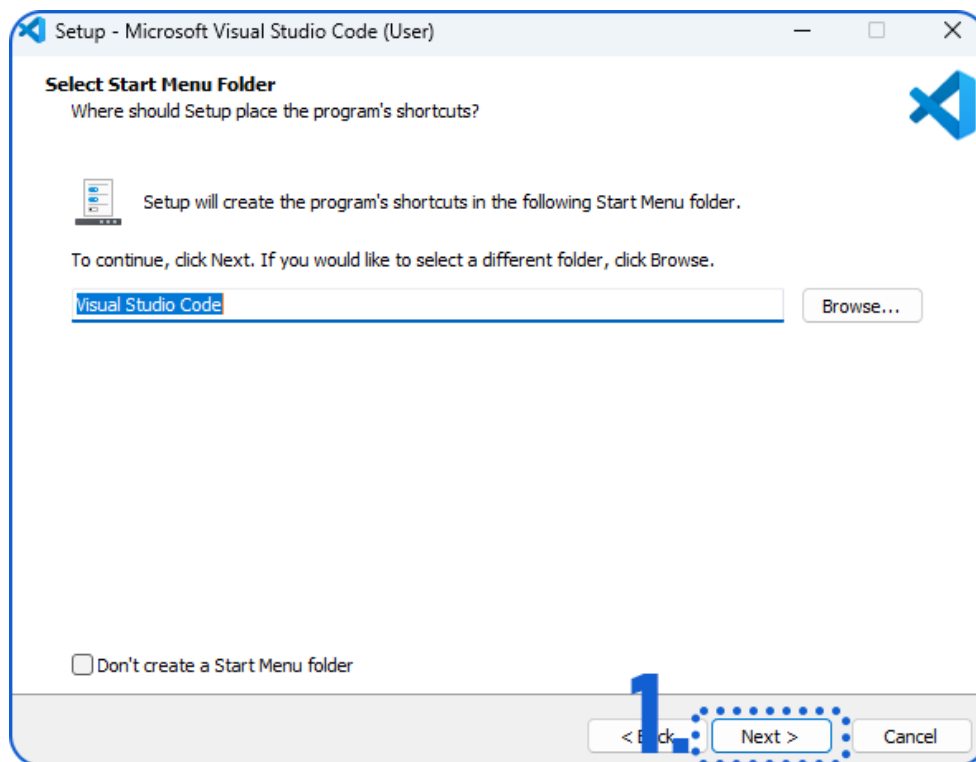 Setup - Microsoft Visual Studio Code (User)
Select Start Menu Folder
Where should Setup place the program's shortcuts?
Setup will create the program's shortcuts in the following Start Menu folder.
To continue, click Next. If you would like to select a different folder, click Browse.
Visual Studio Code
Browse...
Don't create a Start Menu folder
1.
< Back
Next >
Cancel